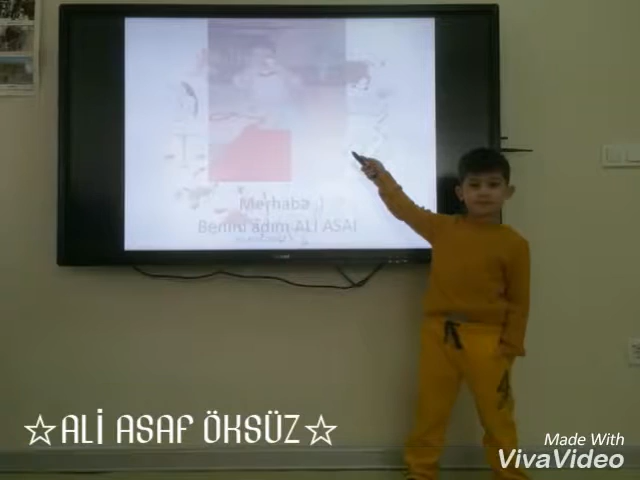 Merhaba
Benim adım ALİ ASAF
☆ALİ ASAF ÖKSÜZ☆
Made With
VivaVideo